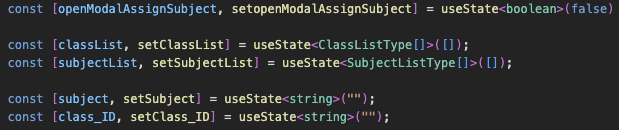 const [openModalAssignSubject, setopenModalAssignSubject] = useState<boolean>(false)
const [classList, setClassList] = useState<ClassListType[]>([]);
const [subjectList, setSubjectList] = useState<SubjectListType[]>([]);
const [subject, setSubject] = useState<string>("");
const [class_ID, setClass_ID] = useState<string>("");